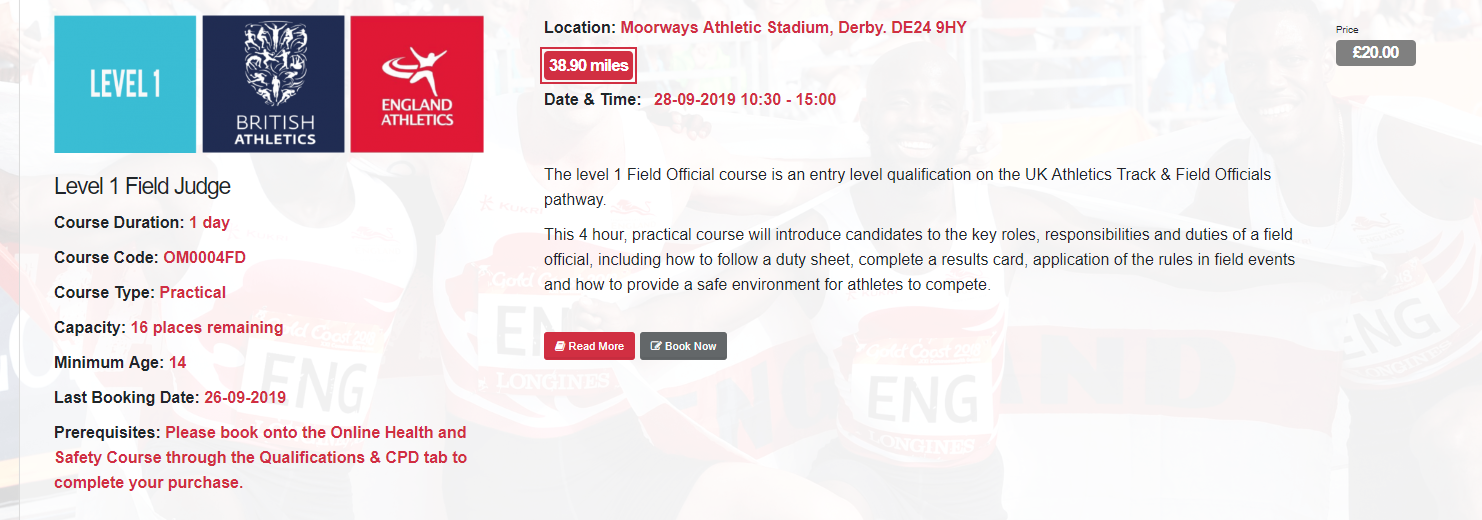 LEVEL 1
BRITISH
ATHLETICS
ENGLAND
ATHLETICS
Level 1 Field Judge
Course Duration: 1 day
Course Code: OM0004FD
Course Type: Practical
Capacity: 16 places remaining
Minimum Age: 14
Last Booking Date: 26-09-2019
Prerequisites: Please book onto the Online Health and
Safety Course through the Qualifications & CPD tab to
complete your purchase.
Location: Moorways Athletic Stadium, Derby. DE24 9HY
38.90 miles
Date & Time: 28-09-2019 10:30 - 15:00
The level 1 Field Official course is an entry level qualification on the UK Athletics Track & Field Officials
pathway.
This 4 hour, practical course will introduce candidates to the key roles, responsibilities and duties of a field
official, including how to follow a duty sheet, complete a results card, application of the rules in field events
and how to provide a safe environment for athletes to compete.
Read More
Book Now
Price
£20.00
ENG
LONGINES
ENG
LONGINES
ENG